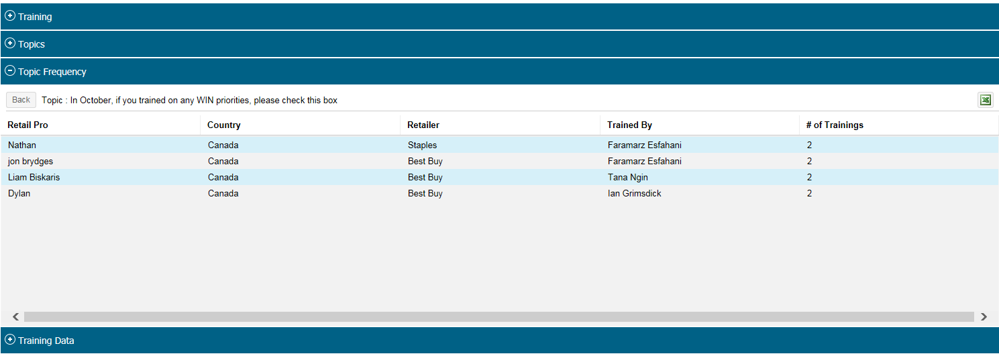 Training
Topics
Topic Frequency
Back Topic : In October, if you trained on any WIN priorities, please check this box
Retail Pro Country Retailer Trained By # of Trainings
Nathan Canada Staples Faramarz Esfahani 2
jon brydges Canada Best Buy Faramarz Esfahani 2
Liam Biskaris Canada Best Buy Tana Ngin 2
Dylan Canada Best Buy Ian Grimsdick 2
Training Data